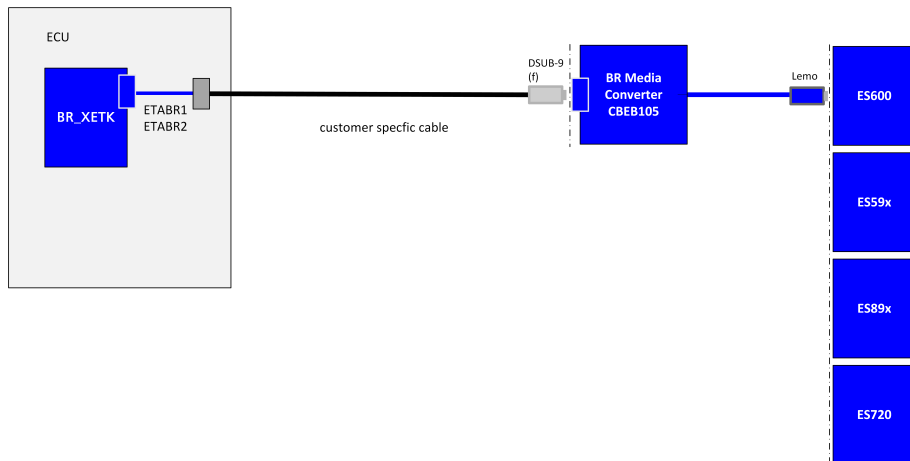 ECU
BR_XETK
ETABR1
ETABR2
customer specfic cable
DSUB-9
(f)
BR Media
Converter
CBEB105
Lemo
ES600
ES59x
ES89x
ES720